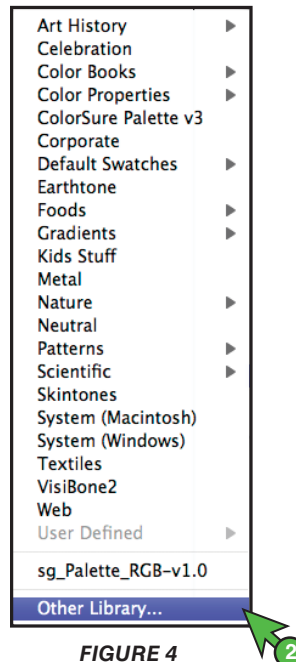 Art History
Celebration
Color Books
Color Properties
ColorSure Palette v3
Corporate
Default Swatches
Earthtone
Foods
Gradients
Kids Stuff
Metal
Nature
Neutral
Patterns
Scientific
Skintones
System (Macintosh)
System (Windows)
Textiles
VisiBone2
Web
User Defined
sg_Palette_RGB-v1.0
Other Library...
2
FIGURE 4